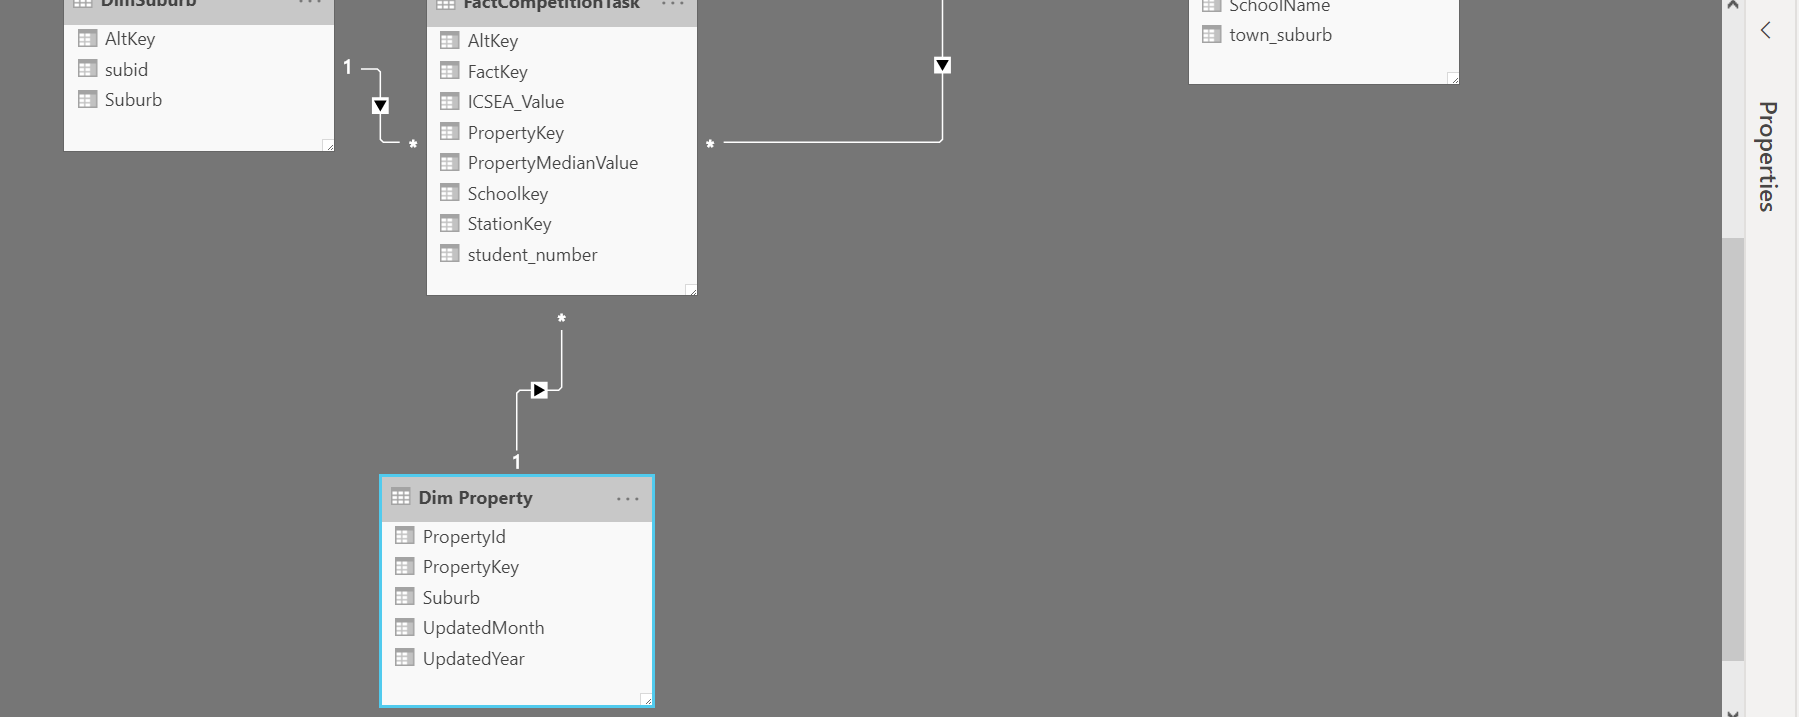 DimSuburb
AltKey
subid
Suburb
1
*
FactCompetitionTask
AltKey
FactKey
ICSEA_Value
PropertyKey
PropertyMedianValue
Schoolkey
StationKey
student_number
*
*
1
Dim Property
PropertyId
PropertyKey
Suburb
UpdatedMonth
UpdatedYear
SchoolName
town_suburb
Properties